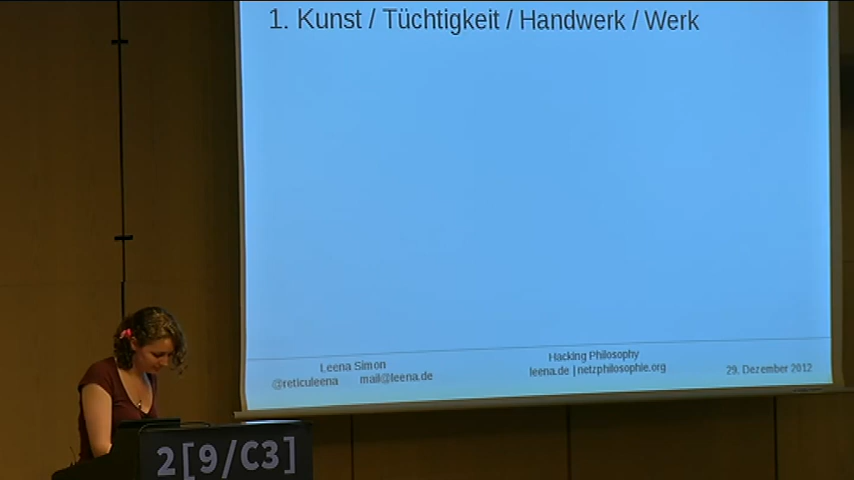 1. Kunst / Tüchtigkeit / Handwerk / Werk
Leena Simon
@reticuleena mail@leena.de
Hacking Philosophy
leena.de | netzphilosophie.org
29. Dezember 2012
2[9/C3]